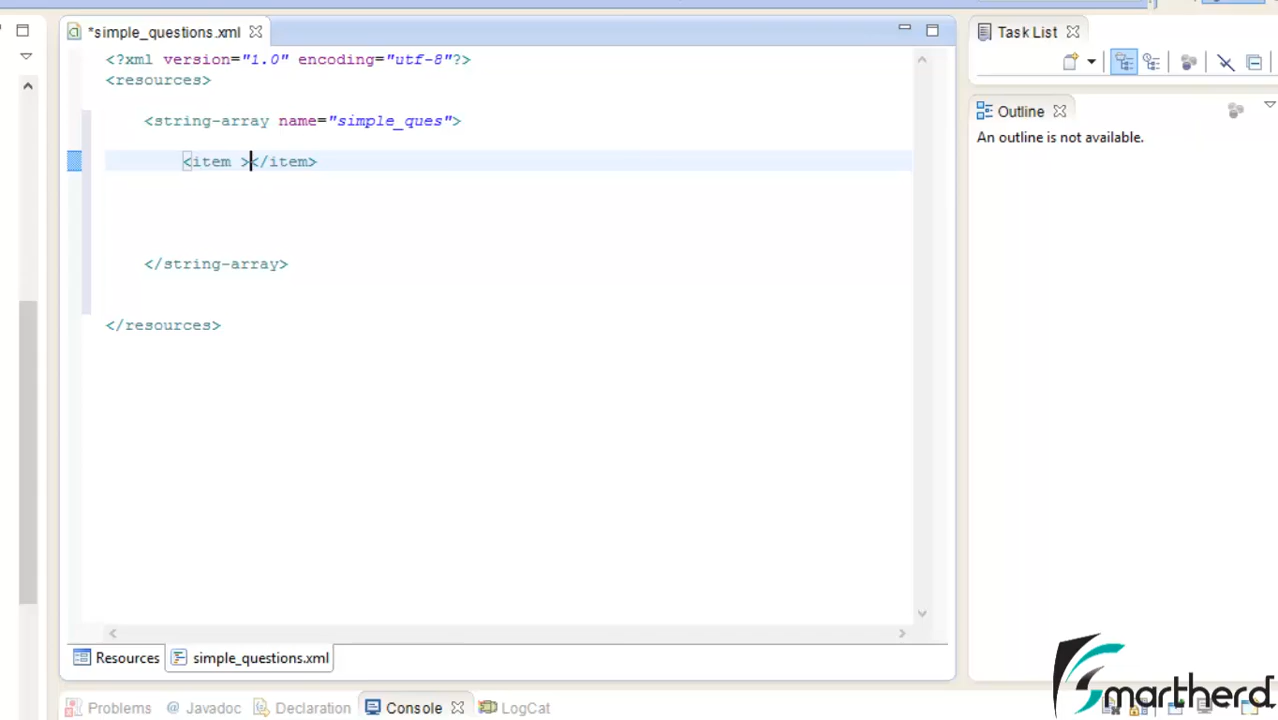 *simple_questions.xml
Task List
<?xml version="1.0" encoding="utf-8"?>
<resources>
<string-array name="simple_ques">
<item ></item>
</string-array>
</resources>
Outline
An outline is not available.
Resources
simple_questions.xml
Problems
@ Javadoc
Declaration
Console
LogCat
Smartherd